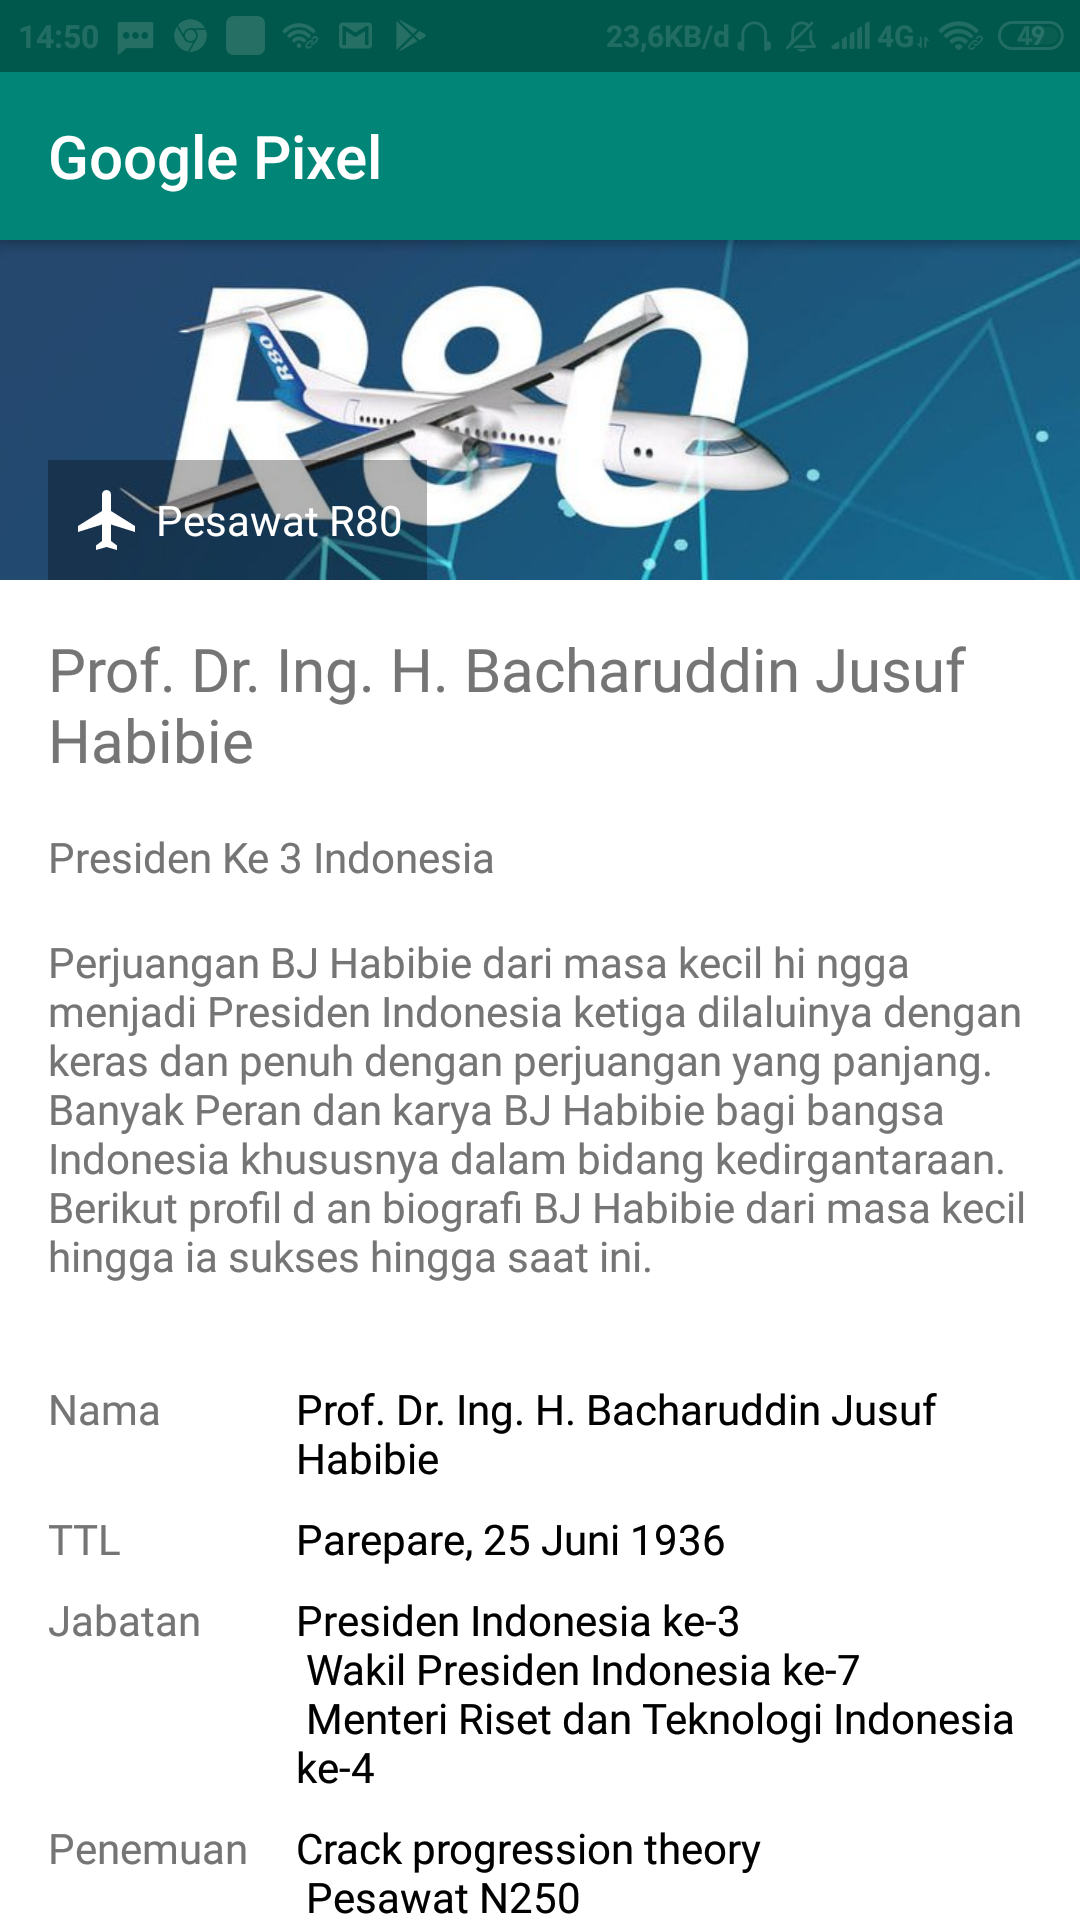 14:50 23,6KB/d 4G 49
Google Pixel
R80
R80
Pesawat R80
Prof. Dr. Ing. H. Bacharuddin Jusuf
Habibie
Presiden Ke 3 Indonesia
Perjuangan BJ Habibie dari masa kecil hi ngga
menjadi Presiden Indonesia ketiga dilaluinya dengan
keras dan penuh dengan perjuangan yang panjang.
Banyak Peran dan karya BJ Habibie bagi bangsa
Indonesia khususnya dalam bidang kedirgantaraan.
Berikut profil d an biografi BJ Habibie dari masa kecil
hingga ia sukses hingga saat ini.
Nama Prof. Dr. Ing. H. Bacharuddin Jusuf
Habibie
TTL Parepare, 25 Juni 1936
Jabatan Presiden Indonesia ke-3
Wakil Presiden Indonesia ke-7
Menteri Riset dan Teknologi Indonesia
ke-4
Penemuan Crack progression theory
Pesawat N250